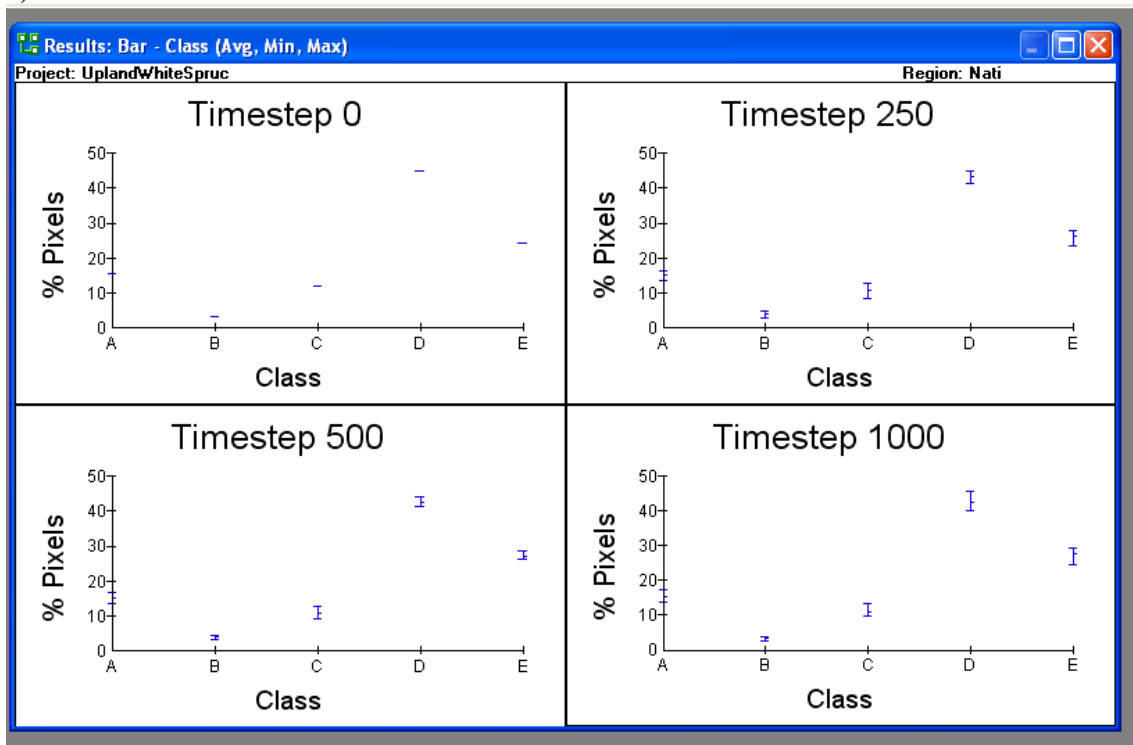 Results: Bar - Class (Avg, Min, Max)
Project: UplandWhiteSpruc Region: Nati
Timestep 0
% Pixels
50
40
30
20
10
0
A B C D E
Class
Timestep 250
% Pixels
50
40
30
20
10
0
A B C D E
Class
Timestep 500
% Pixels
50
40
30
20
10
0
A B C D E
Class
Timestep 1000
% Pixels
50
40
30
20
10
0
A B C D E
Class